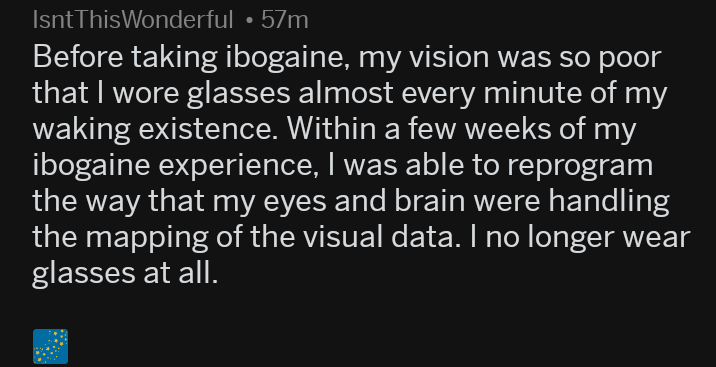 IsntThisWonderful • 57m
Before taking ibogaine, my vision was so poor
that I wore glasses almost every minute of my
waking existence. Within a few weeks of my
ibogaine experience, I was able to reprogram
the way that my eyes and brain were handling
the mapping of the visual data. I no longer wear
glasses at all.